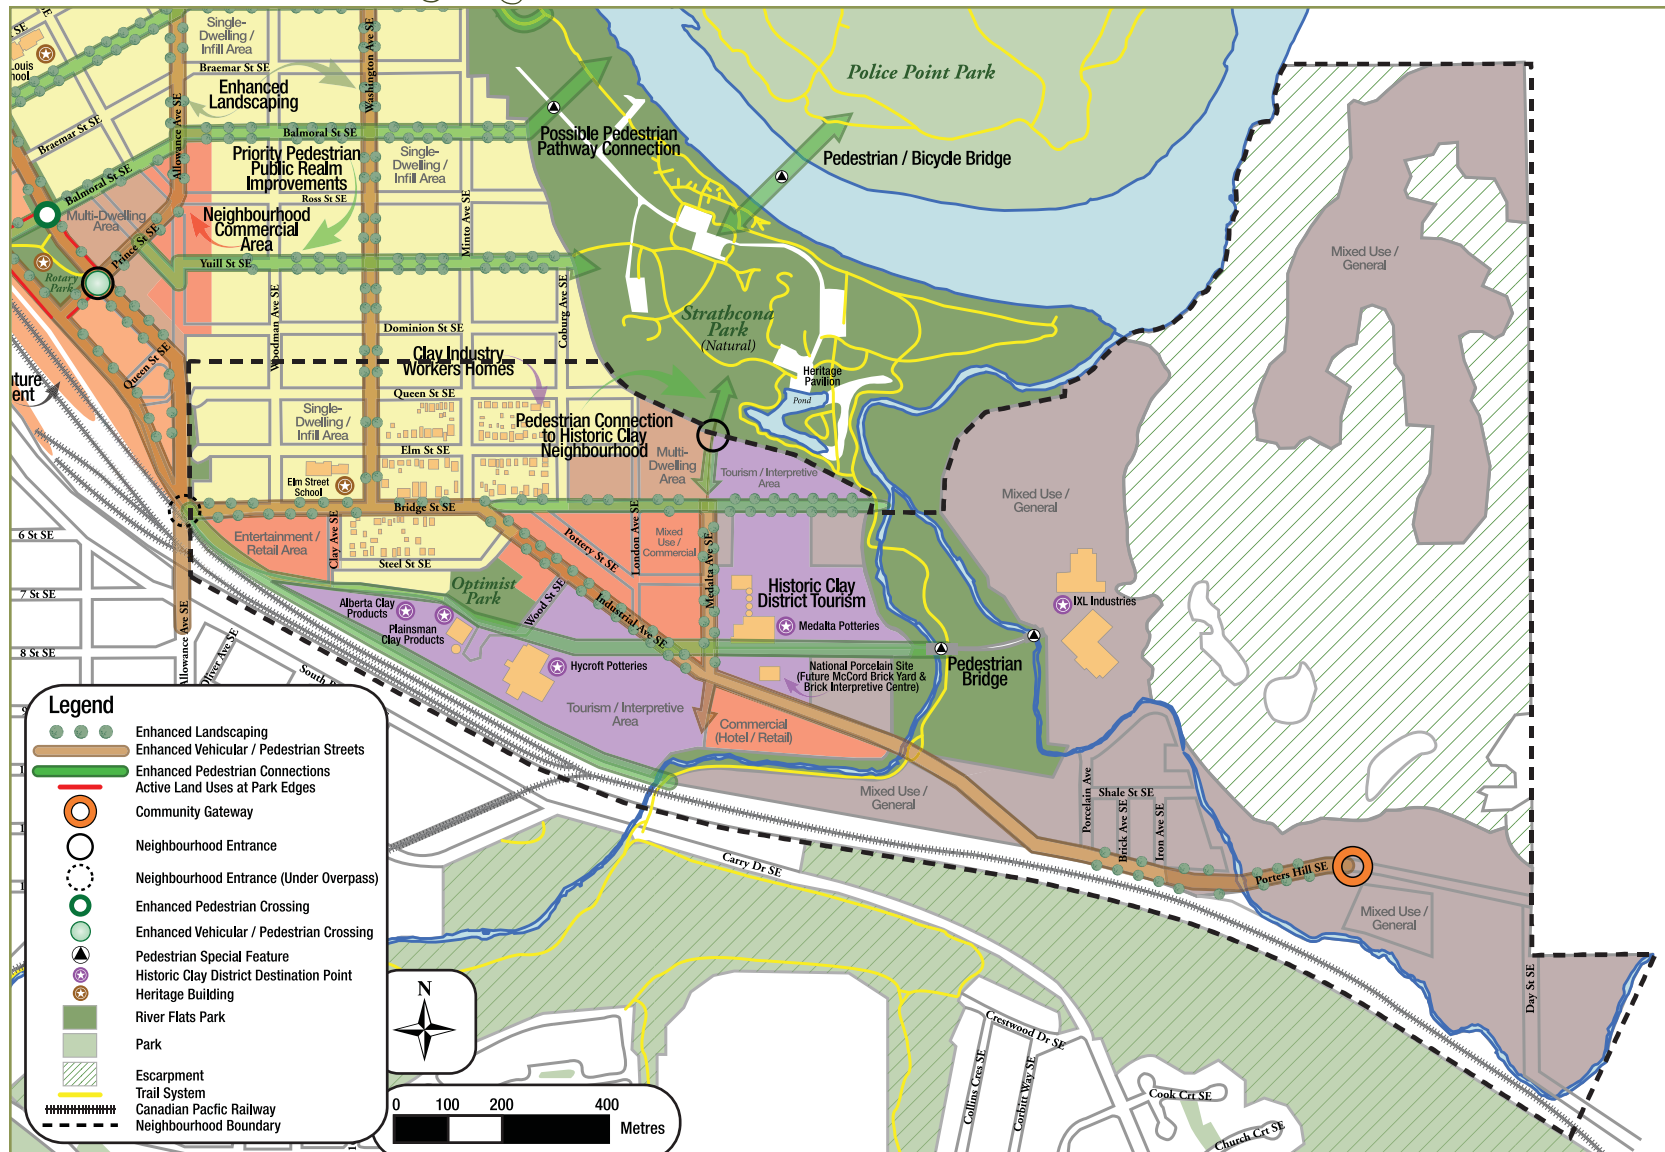 Single-
Dwelling /
Infill Area
Braemar St SE
Enhanced
Landscaping
Washington Ave SE
Allowance Ave SE
Braemar St SE
Balmoral St SE
Balmoral St SE
Priority Pedestrian
Public Realm
Improvements
Single-
Dwelling /
Infill Area
Ross St SE
Minto Ave SE
Neighbourhood
Commercial
Area
Multi-Dwelling
Area
Prince St SE
Rotary
Park
Yuill St SE
Woodman Ave SE
Coburg Ave SE
Dominion St SE
Queen St SE
Possible Pedestrian
Pathway Connection
Police Point Park
Pedestrian / Bicycle Bridge
Strathcona
Park
(Natural)
Heritage
Pavilion
Pond
Clay Industry
Workers Homes
Queen St SE
Single-
Dwelling /
Infill Area
Elm St SE
Elm Street
School
Pedestrian Connection
to Historic Clay
Neighbourhood
Multi-
Dwelling
Area
Tourism / Interpretive
Area
Bridge St SE
Entertainment /
Retail Area
Clay Ave SE
Steel St SE
Pottery St SE
London Ave SE
Mixed
Use /
Commercial
Medalta Ave SE
Optimist
Park
Wood St SE
Industrial Ave SE
Historic Clay
District Tourism
Medalta Potteries
Alberta Clay
Products
Plainsman
Clay Products
Hycroft Potteries
National Porcelain Site
(Future McCord Brick Yard &
Brick Interpretive Centre)
Pedestrian
Bridge
IXL Industries
Tourism / Interpretive
Area
Commercial
(Hotel / Retail)
Mixed Use /
General
Mixed Use /
General
Mixed Use /
General
Mixed Use /
General
Porcelain Ave
Shale St SE
Brick Ave SE
Iron Ave SE
Porters Hill SE
Day St SE
Carry Dr SE
Crestwood Dr SE
Collins Cres SE
Corbitt Way SE
Cook Crt SE
Church Crt SE
6 St SE
7 St SE
8 St SE
Allowance Ave SE
Oliver Ave SE
Legend
Enhanced Landscaping
Enhanced Vehicular / Pedestrian Streets
Enhanced Pedestrian Connections
Active Land Uses at Park Edges
Community Gateway
Neighbourhood Entrance
Neighbourhood Entrance (Under Overpass)
Enhanced Pedestrian Crossing
Enhanced Vehicular / Pedestrian Crossing
Pedestrian Special Feature
Historic Clay District Destination Point
Heritage Building
River Flats Park
Park
Escarpment
Trail System
Canadian Pacfic Railway
Neighbourhood Boundary
N
0 100 200 400
Metres